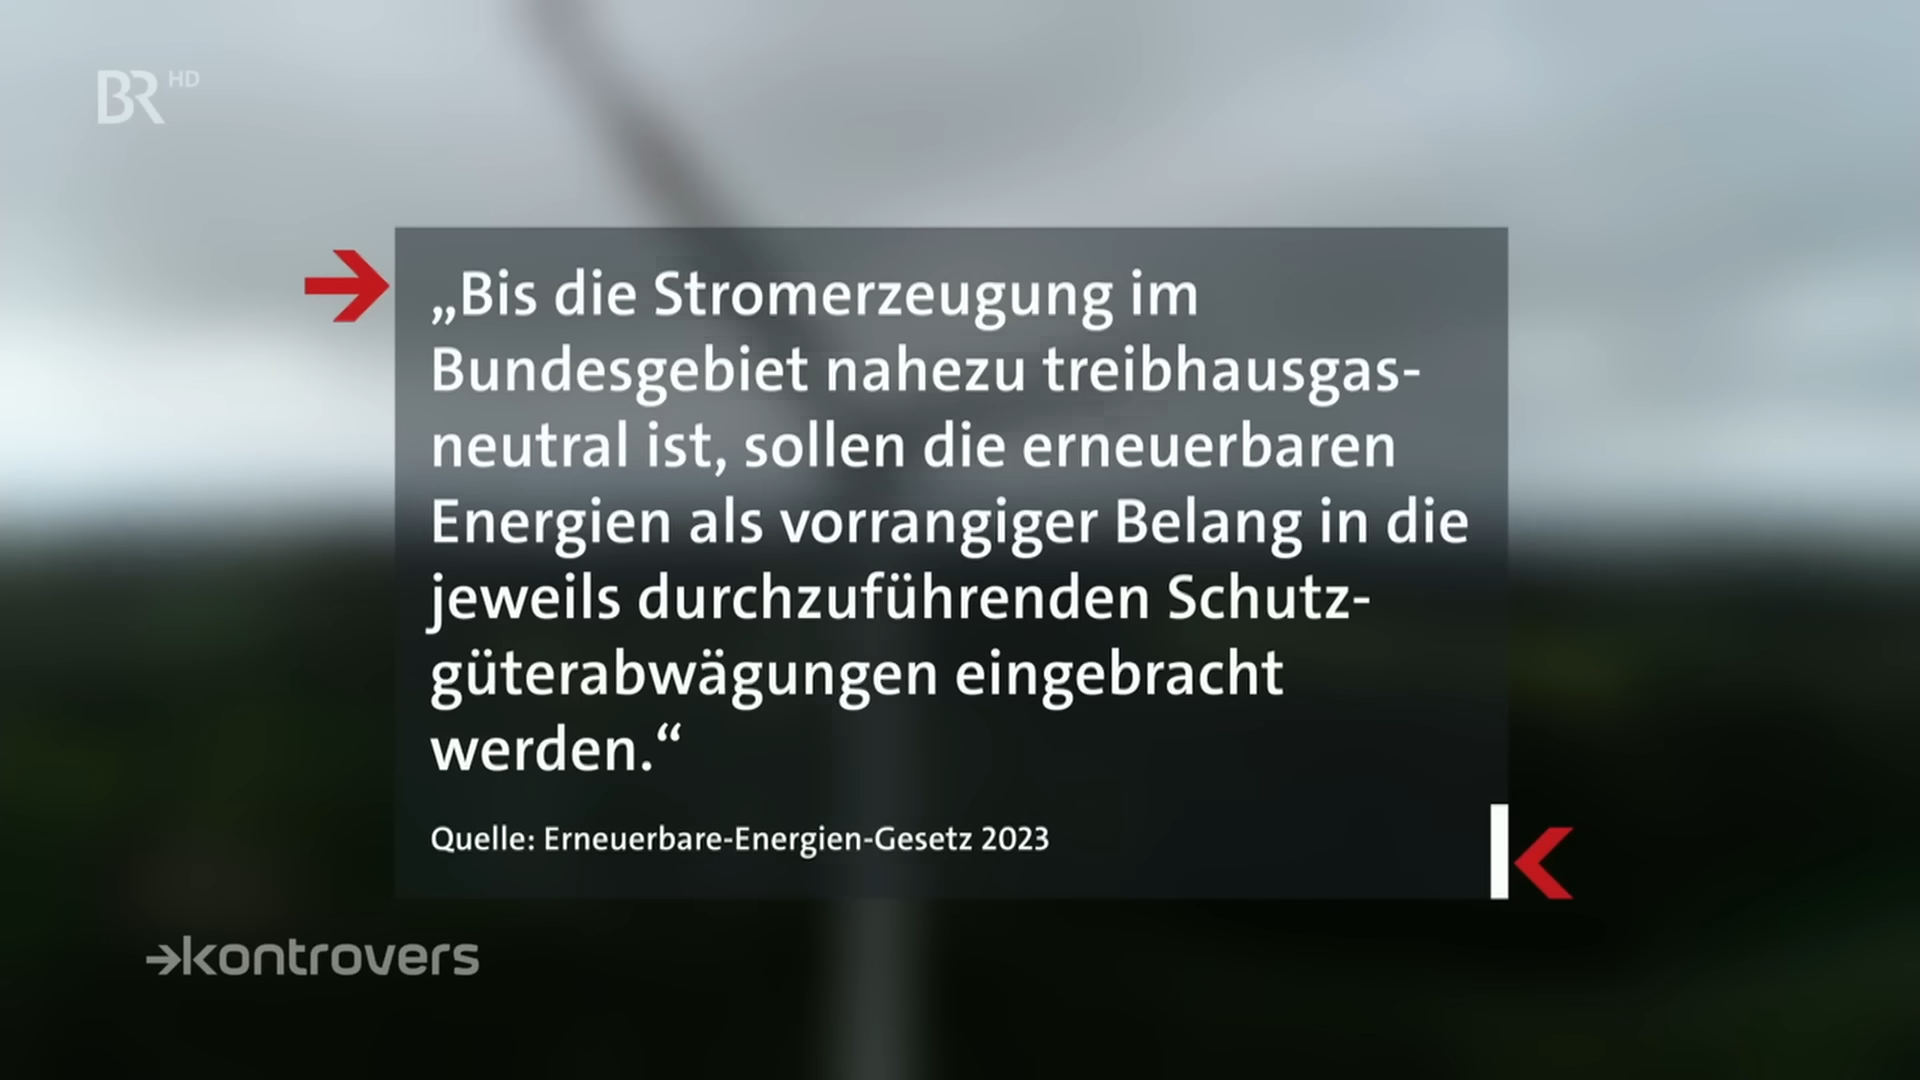 BR HD
„Bis die Stromerzeugung im
Bundesgebiet nahezu treibhausgas-
neutral ist, sollen die erneuerbaren
Energien als vorrangiger Belang in die
jeweils durchzuführenden Schutz-
güterabwägungen eingebracht
werden.“
Quelle: Erneuerbare-Energien-Gesetz 2023
kontrovers